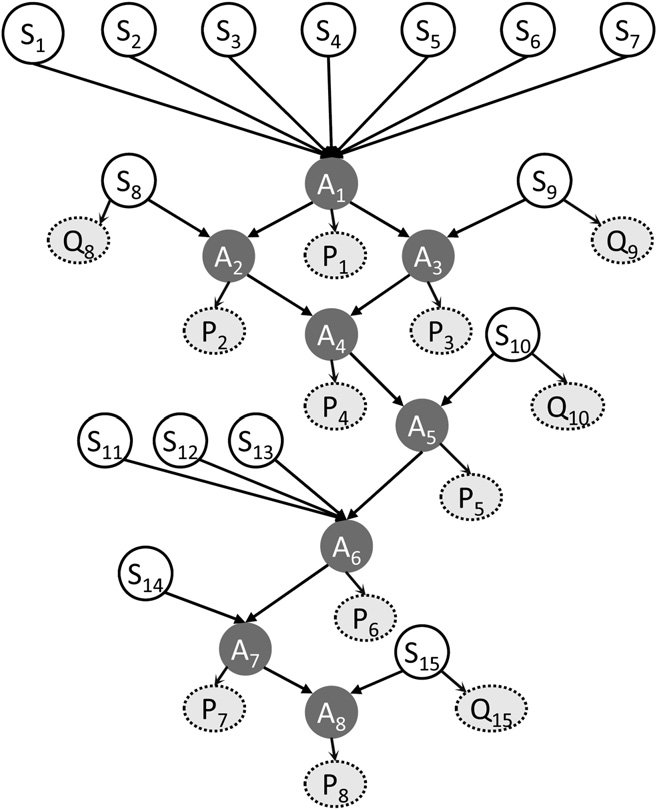 S1 S2 S3 S4 S5 S6 S7
S8 A1 S9
Q8 A2 P1 A3 Q9
P2 A4 P3 S10
P4 A5 Q10
S11 S12 S13
P5
A6
S14
P6
A7 S15
P7 A8 Q15
P8